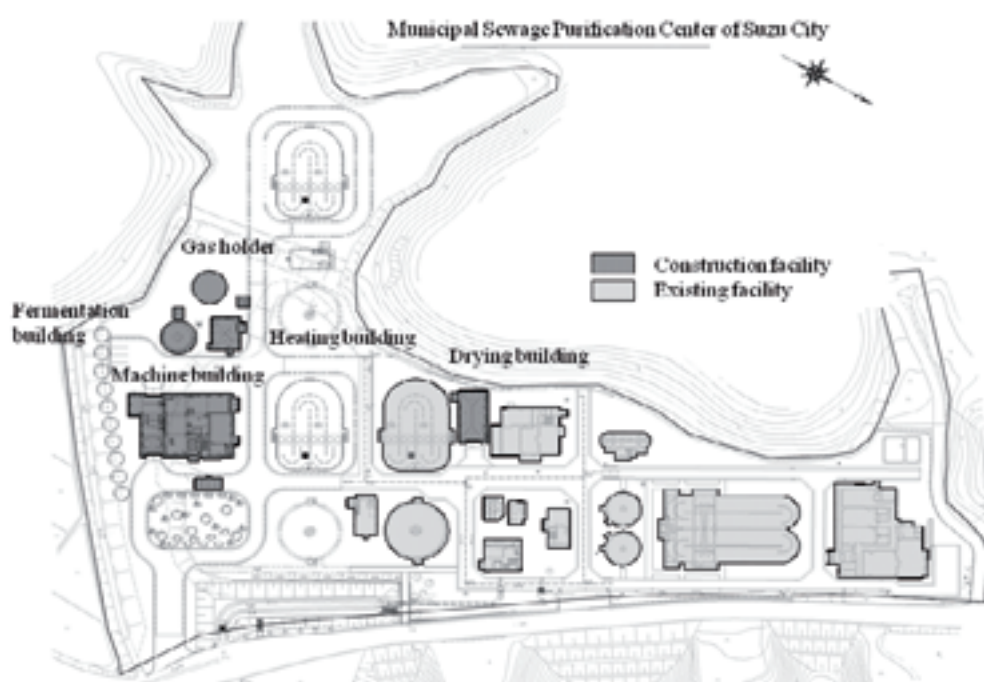 Municipal Sewage Purification Center of Suzu City
Gas holder
Construction facility
Existing facility
Fermentation
building
Heating building
Drying building
Machine building